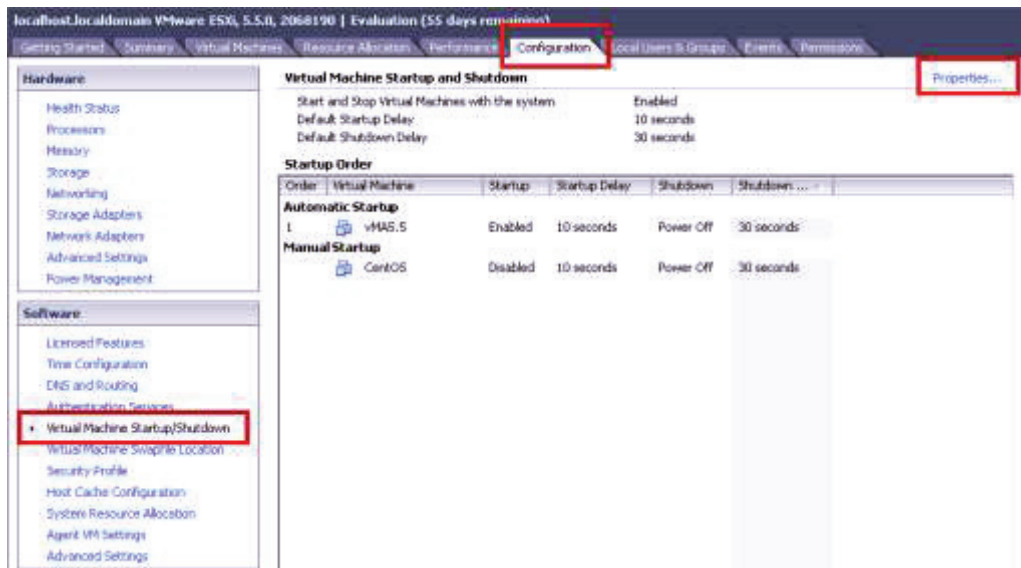 localhost.localdomain VMware ESXi, 5.5.0, 2068190 | Evaluation (55 days remaining)
Getting Started Summary Virtual Machines Resource Allocation Performance Configuration Local Users & Groups Events Permissions
Hardware
Health Status
Processors
Memory
Storage
Networking
Storage Adapters
Network Adapters
Advanced Settings
Power Management
Software
Licensed Features
Time Configuration
DNS and Routing
Authentication Services
Virtual Machine Startup/Shutdown
Virtual Machine Swapfile Location
Security Profile
Host Cache Configuration
System Resource Allocation
Agent VM Settings
Advanced Settings
Virtual Machine Startup and Shutdown
Properties...
Start and Stop Virtual Machines with the system Enabled
Default Startup Delay 10 seconds
Default Shutdown Delay 30 seconds
Startup Order
Order Virtual Machine Startup Startup Delay Shutdown Shutdown ...
Automatic Startup
1 vMA5.5 Enabled 10 seconds Power Off 30 seconds
Manual Startup
CentOS Disabled 10 seconds Power Off 30 seconds